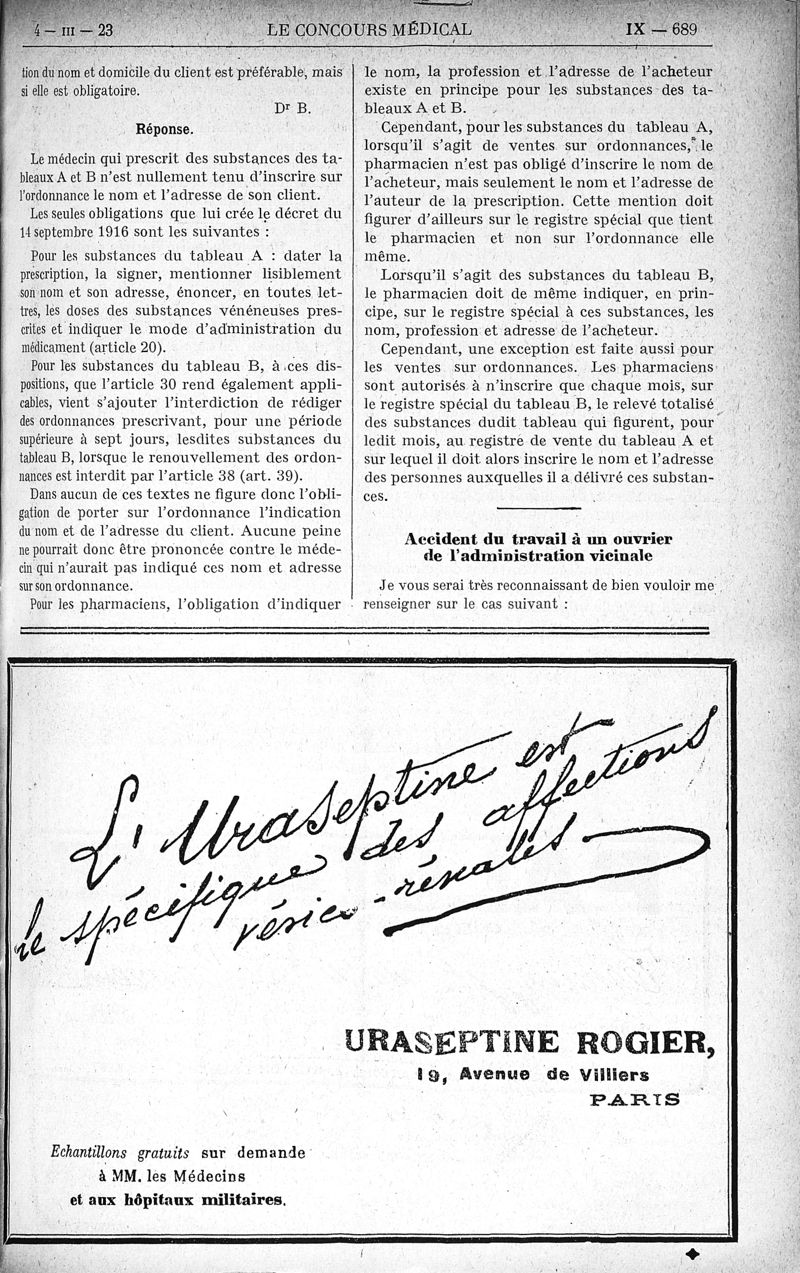 4 — III — 23 LE CONCOURS MÉDICAL IX — 689
tion du nom et domicile du client est préférable, mais
si elle est obligatoire.
Dr B.
Réponse.
Le médecin qui prescrit des substances des ta-
bleaux A et B n'est nullement tenu d'inscrire sur
l'ordonnance le nom et l'adresse de son client.
Les seules obligations que lui crée le décret du
14 septembre 1916 sont les suivantes :
Pour les substances du tableau A : dater la
prescription, la signer, mentionner lisiblement
son nom et son adresse, énoncer, en toutes let-
tres, les doses des substances vénéneuses pres-
crites et indiquer le mode d'administration du
médicament (article 20).
Pour les substances du tableau B, à ces dis-
positions, que l'article 30 rend également appli-
cables, vient s'ajouter l'interdiction de rédiger
des ordonnances prescrivant, pour une période
supérieure à sept jours, lesdites substances du
tableau B, lorsque le renouvellement des ordon-
nances est interdit par l'article 38 (art. 39).
Dans aucun de ces textes ne figure donc l'obli-
gation de porter sur l'ordonnance l'indication
du nom et de l'adresse du client. Aucune peine
ne pourrait donc être prononcée contre le méde-
cin qui n'aurait pas indiqué ces nom et adresse
sur son ordonnance.
Pour les pharmaciens, l'obligation d'indiquer
le nom, la profession et l'adresse de l'acheteur
existe en principe pour les substances des ta-
bleaux A et B.
Cependant, pour les substances du tableau A,
lorsqu'il s'agit de ventes sur ordonnances, le
pharmacien n'est pas obligé d'inscrire le nom de
l'acheteur, mais seulement le nom et l'adresse de
l'auteur de la prescription. Cette mention doit
figurer d'ailleurs sur le registre spécial que tient
le pharmacien et non sur l'ordonnance elle
même.
Lorsqu'il s'agit des substances du tableau B,
le pharmacien doit de même indiquer, en prin-
cipe, sur le registre spécial à ces substances, les
nom, profession et adresse de l'acheteur.
Cependant, une exception est faite aussi pour
les ventes sur ordonnances. Les pharmaciens
sont autorisés à n'inscrire que chaque mois, sur
le registre spécial du tableau B, le relevé totalisé
des substances dudit tableau qui figurent, pour
ledit mois, au registre de vente du tableau A et
sur lequel il doit alors inscrire le nom et l'adresse
des personnes auxquelles il a délivré ces substan-
ces.
Accident du travail à un ouvrier
de l'administration vicinale
Je vous serai très reconnaissant de bien vouloir me
renseigner sur le cas suivant :
L'Uraseptine est
le spécifique des affections
vésico-rénales
URASEPTINE ROGIER,
19, Avenue de Villiers
PARIS
Echantillons gratuits sur demande
à MM. les Médecins
et aux hôpitaux militaires.